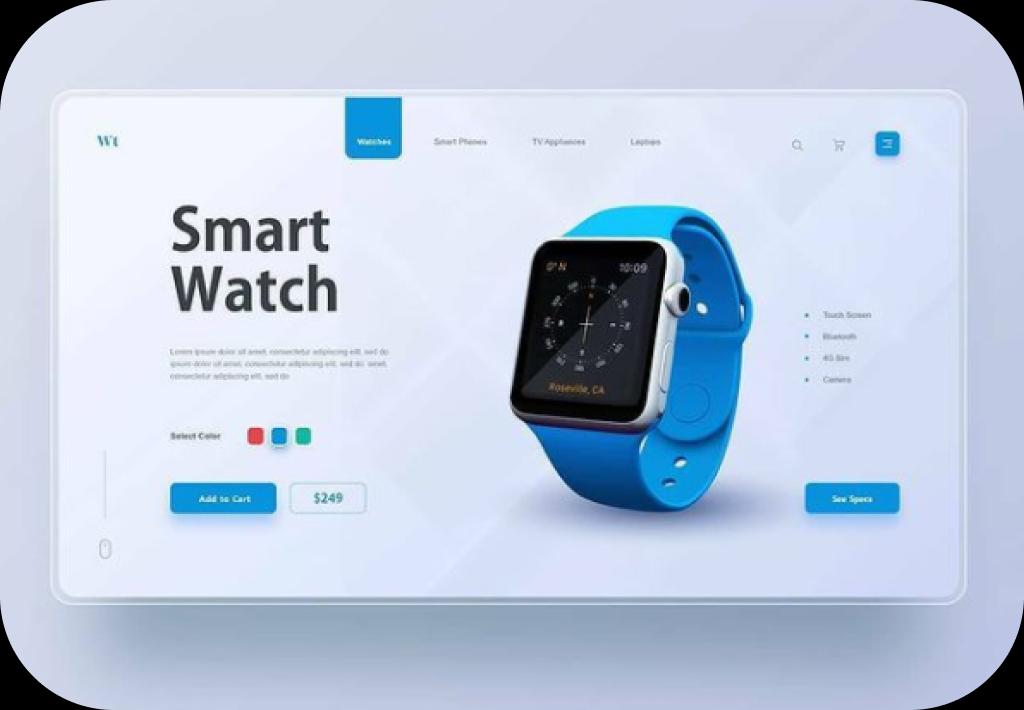 Wt
Watches
Smart Phones
TV Appliances
Laptops
Smart
Watch
0° N
10:09
Roseville, CA
Touch Screen
Bluetooth
4G Sim
Camera
Lorem ipsum dolor sit amet, consectetur adipiscing elit, sed do
ipsum dolor sit amet, consectetur adipiscing elit, sed do amet,
consectetur adipiscing elit, sed do
Select Color
Add to Cart
$249
See Specs